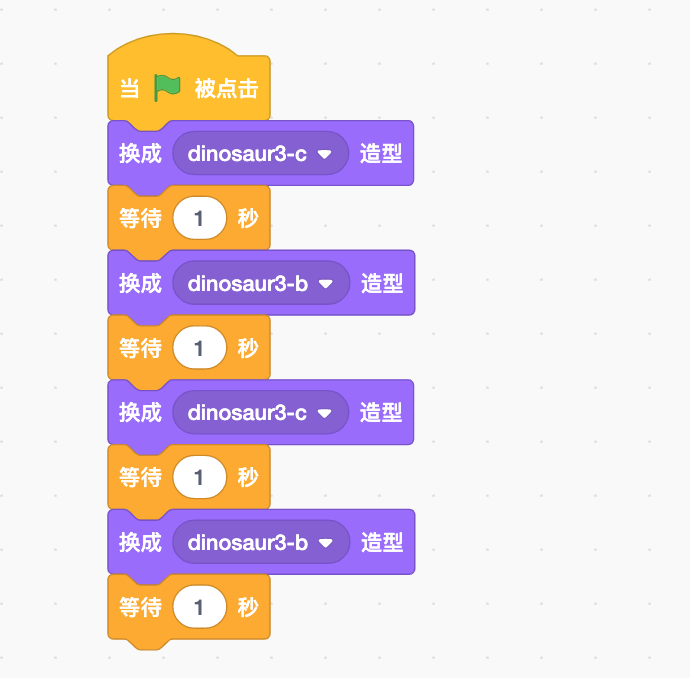 当 被点击
换成 dinosaur3-c 造型
等待 1 秒
换成 dinosaur3-b 造型
等待 1 秒
换成 dinosaur3-c 造型
等待 1 秒
换成 dinosaur3-b 造型
等待 1 秒